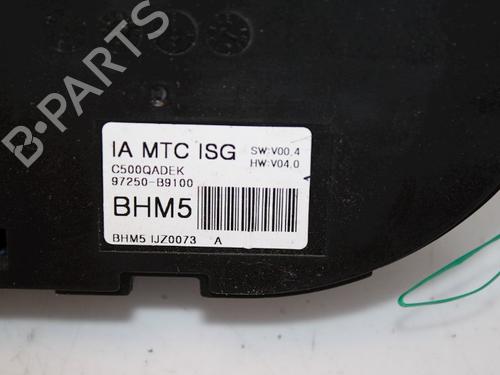 IA MTC ISG SW:V00.4
HW:V04.0
C500QADEK
97250-B9100
BHM5
BHM5 IJZ0073 A
B-PARTS